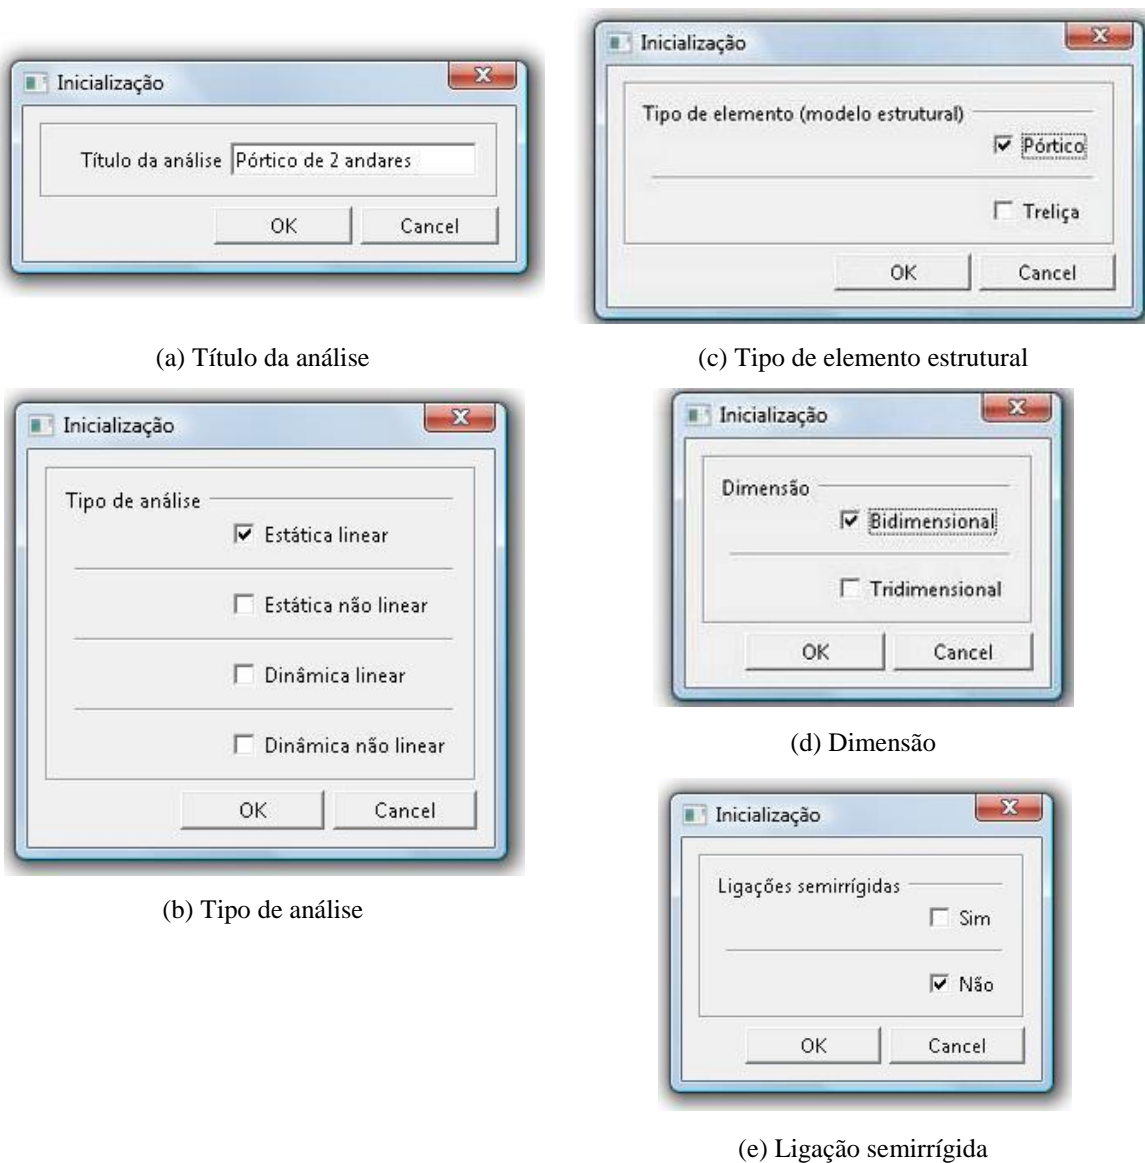 Inicialização
Título da análise Pórtico de 2 andares
OK Cancel
(a) Título da análise
Inicialização
Tipo de elemento (modelo estrutural)
Pórtico
Treliça
OK Cancel
(c) Tipo de elemento estrutural
Inicialização
Tipo de análise
Estática linear
Estática não linear
Dinâmica linear
Dinâmica não linear
OK Cancel
(b) Tipo de análise
Inicialização
Dimensão
Bidimensional
Tridimensional
OK Cancel
(d) Dimensão
Inicialização
Ligações semirrígidas
Sim
Não
OK Cancel
(e) Ligação semirrígida